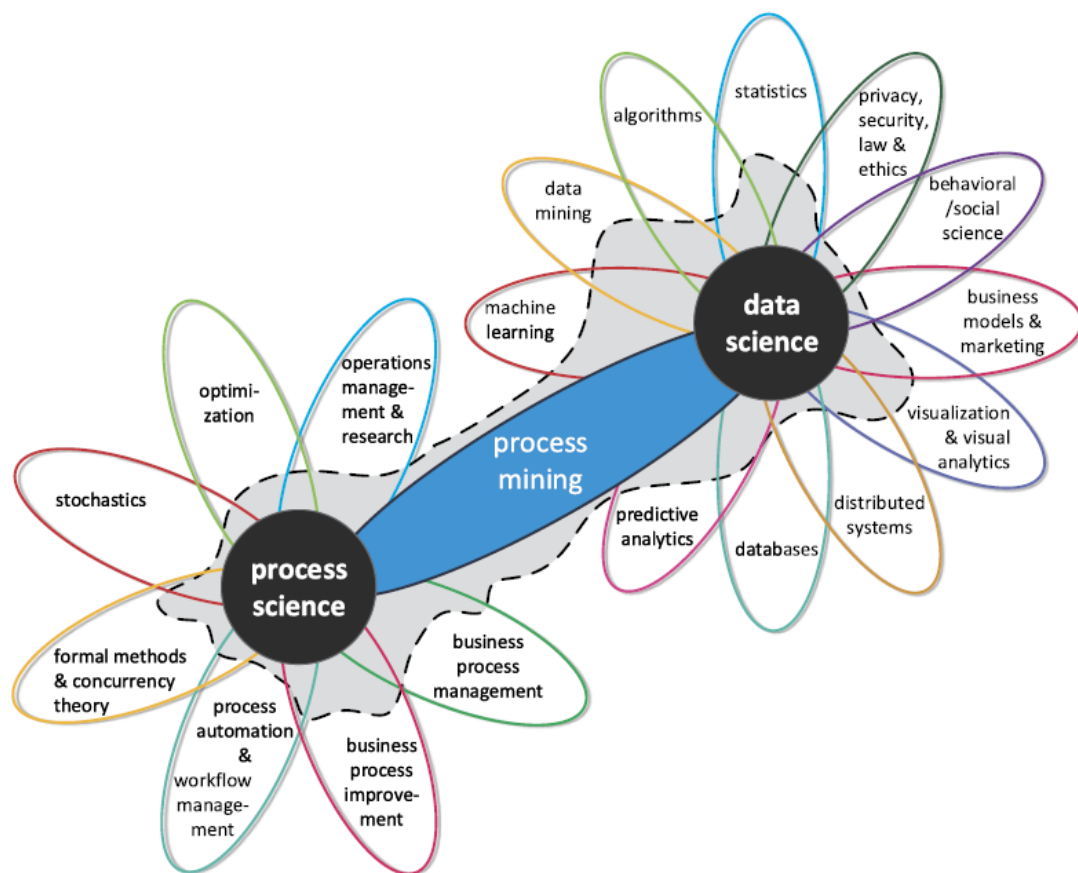 statistics
algorithms
privacy,
security,
law &
ethics
data
mining
behavioral
/social
science
machine
learning
data
science
business
models &
marketing
operations
manage-
ment &
research
optimi-
zation
visualization
& visual
analytics
process
mining
stochastics
distributed
systems
predictive
analytics
databases
process
science
formal methods
& concurrency
theory
business
process
management
process
automation
&
workflow
manage-
ment
business
process
improve-
ment